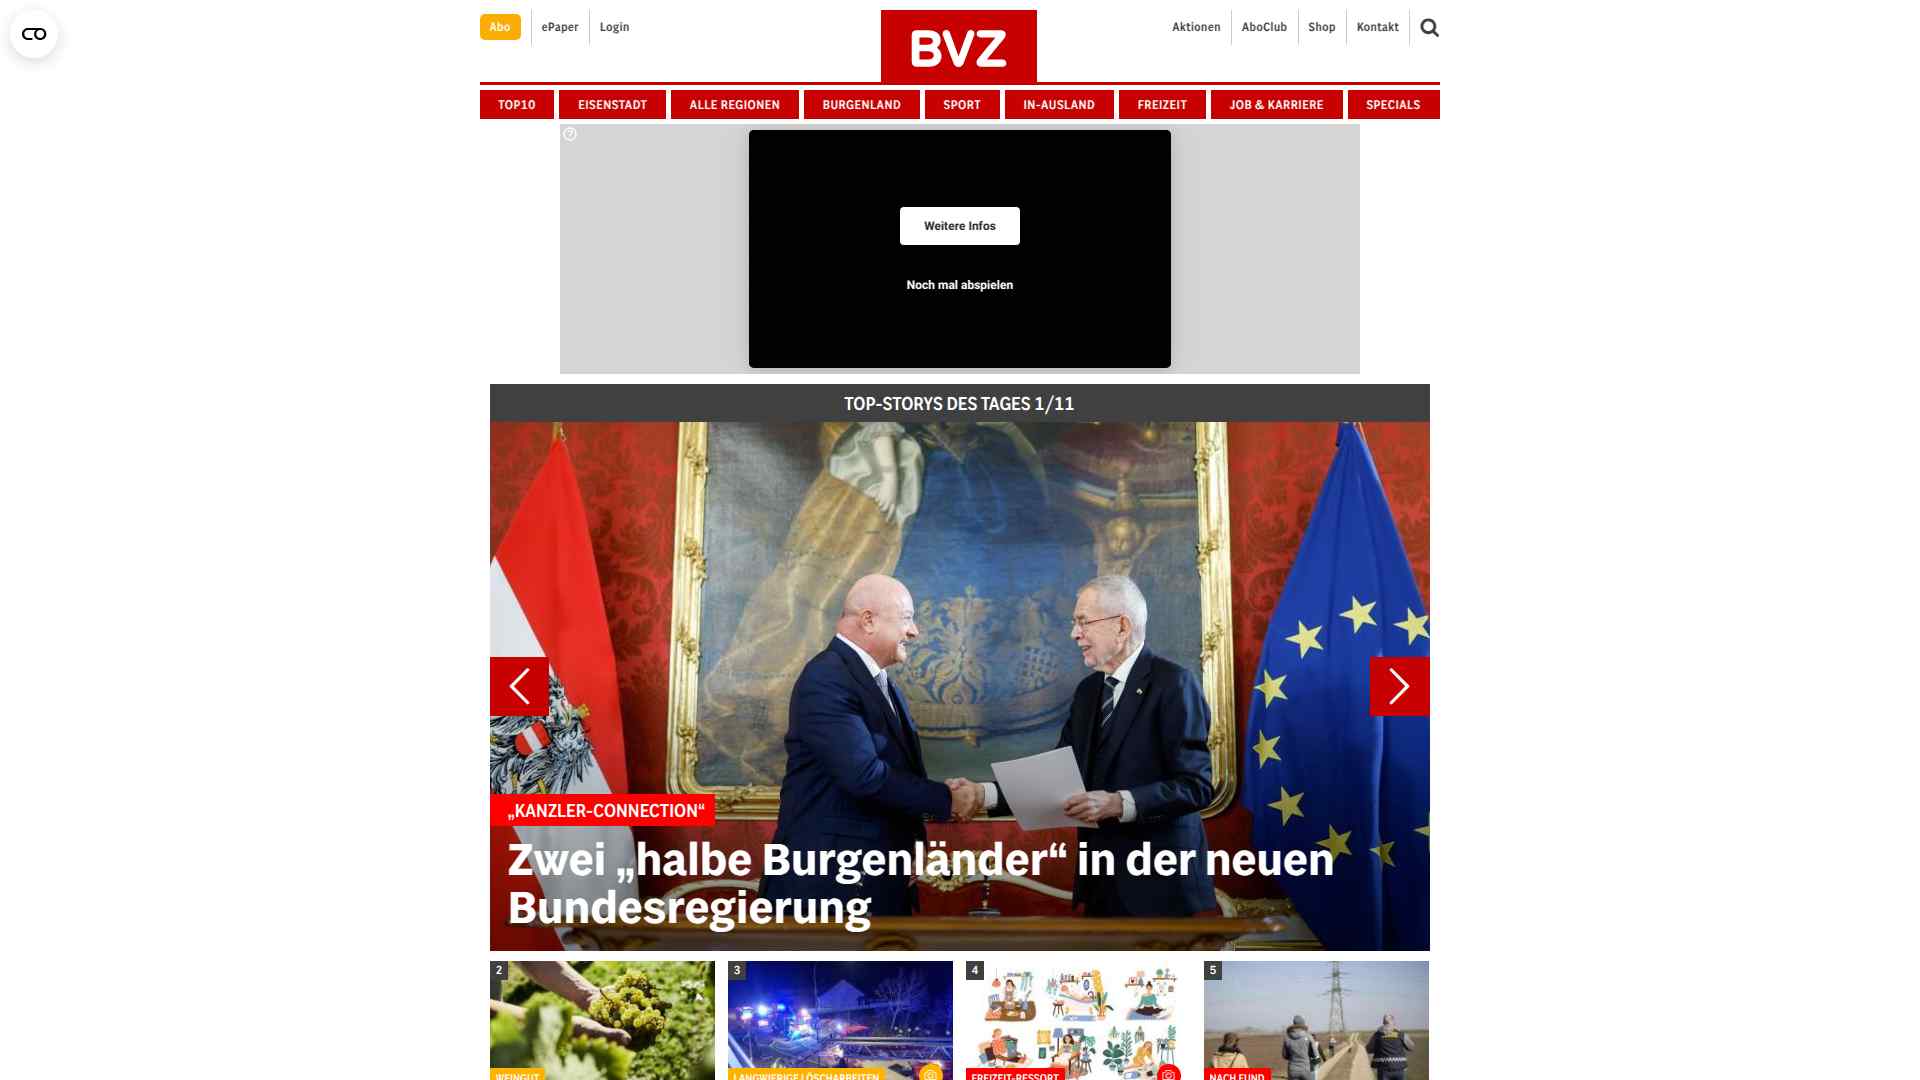 Abo
ePaper
Login
BVZ
Aktionen
AboClub
Shop
Kontakt
TOP10
EISENSTADT
ALLE REGIONEN
BURGENLAND
SPORT
IN-AUSLAND
FREIZEIT
JOB & KARRIERE
SPECIALS
Weitere Infos
Noch mal abspielen
TOP-STORYS DES TAGES 1/11
„KANZLER-CONNECTION“
Zwei „halbe Burgenländer“ in der neuen
Bundesregierung
2
3
4
5
WEINGUT
LANGWIERIGE LÖSCHARBEITEN
FREIZEIT-RESSORT
NACH FUND